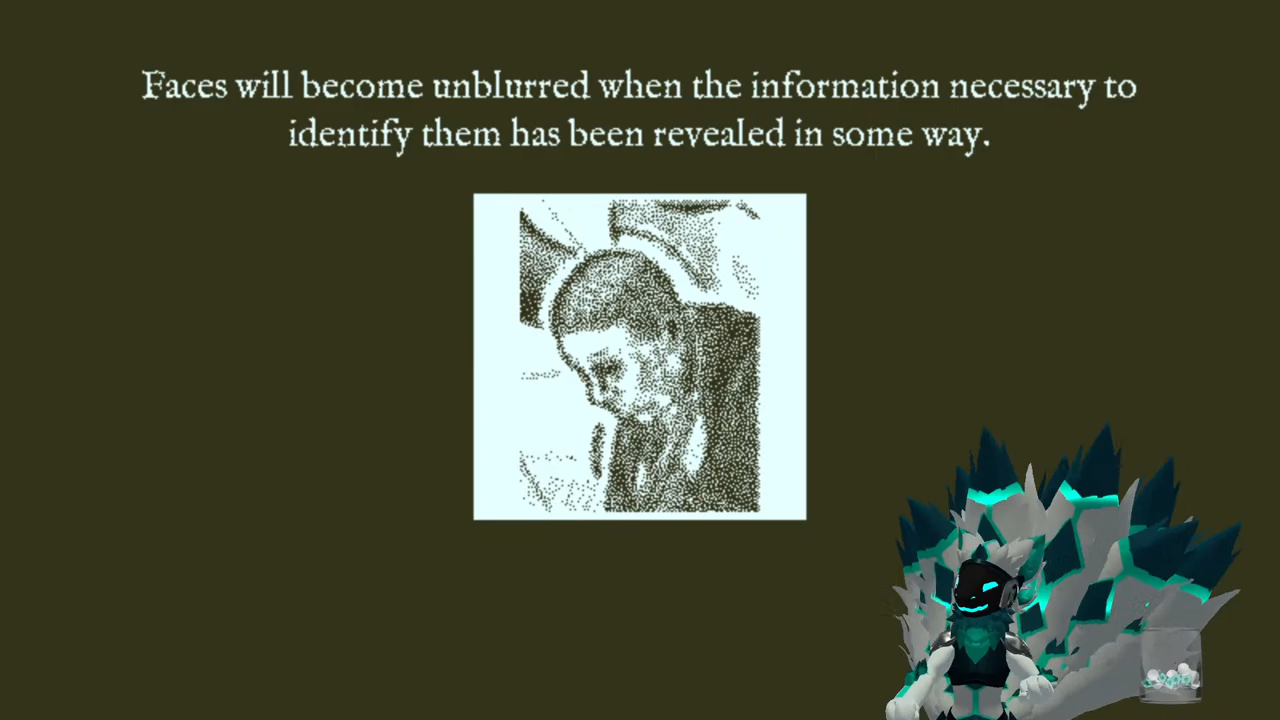 Faces will become unblurred when the information necessary to
identify them has been revealed in some way.